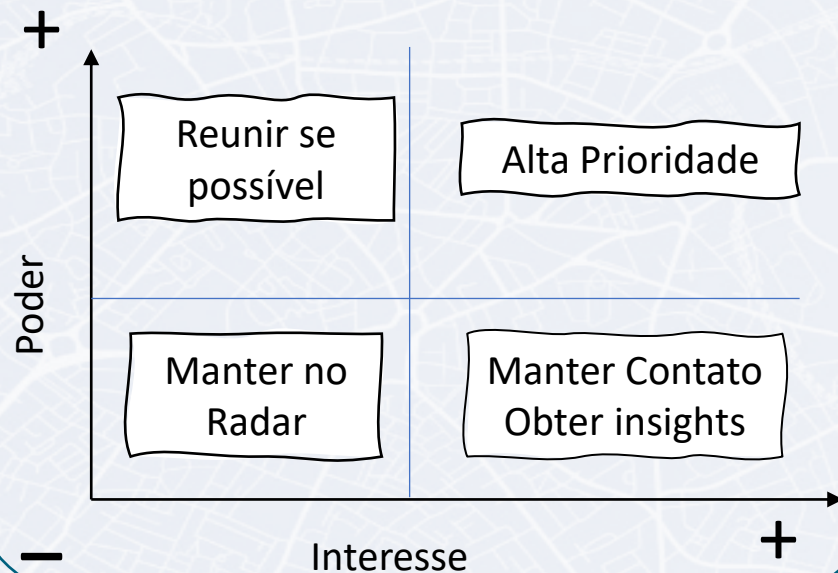 +
Reunir se
possível
Alta Prioridade
Poder
Manter no
Radar
Manter Contato
Obter insights
−
Interesse
+